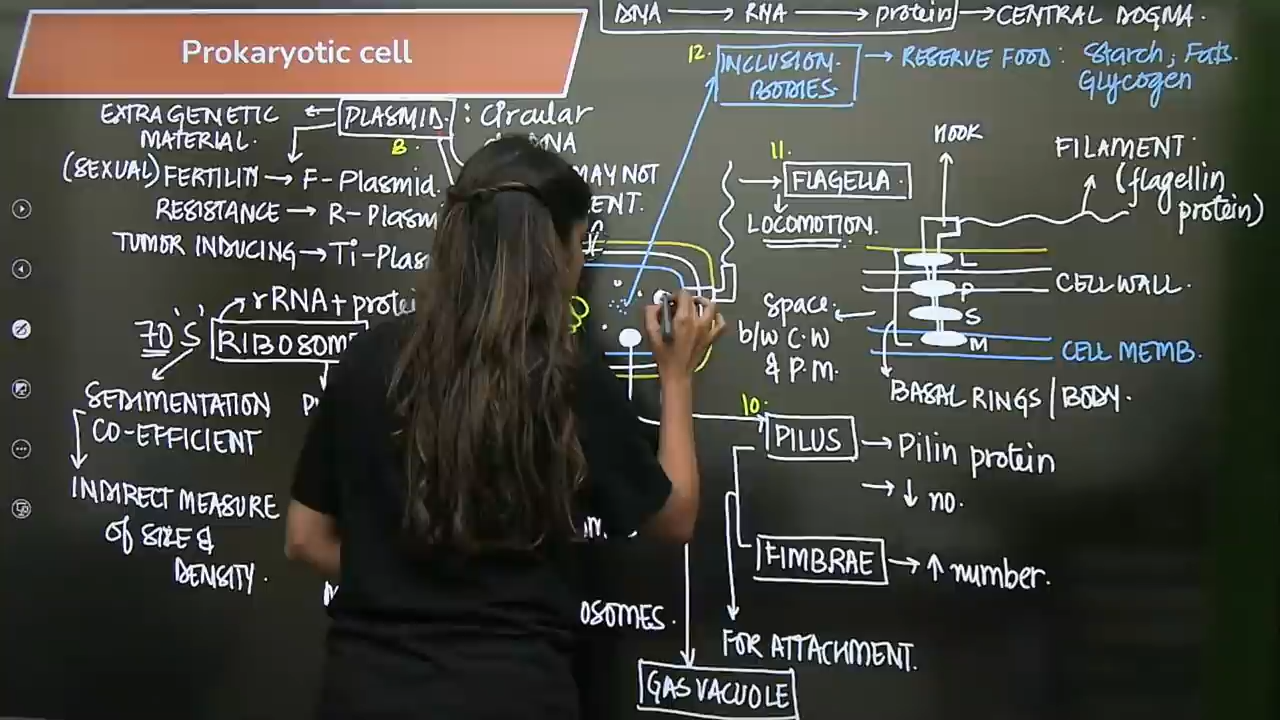 DNA → RNA → protein → CENTRAL DOGMA.
Prokaryotic cell
12. INCLUSION BODIES. → RESERVE FOOD : Starch, Fats.
Glycogen
EXTRAGENETIC ← PLASMID. : Circular
MATERIAL.
8.
(SEXUAL) FERTILITY → F-Plasmid.
MAY NOT
RESISTANCE → R-Plasm
TUMOR INDUCING → Ti-Plas
rRNA + protei
70 'S' RIBOSOM
SEDIMENTATION
CO-EFFICIENT
INDIRECT MEASURE
OF SIZE &
DENSITY.
11.
FLAGELLA.
LOCOMOTION.
HOOK
FILAMENT.
(flagellin
protein)
L
P
S
M
CELL WALL.
CELL MEMB.
space
b/w C.W
& P.M.
BASAL RINGS / BODY.
10.
PILUS → Pilin protein
→ ↓ no.
FIMBRAE → ↑ number.
FOR ATTACHMENT.
OSOMES.
GAS VACUOLE